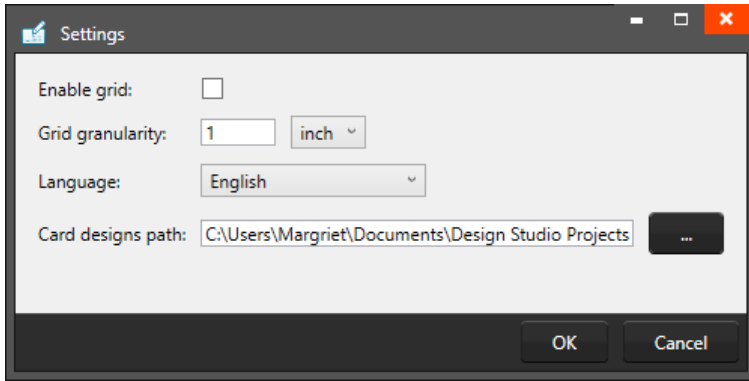 Settings
Enable grid:
Grid granularity: 1 inch
Language: English
Card designs path: C:\Users\Margriet\Documents\Design Studio Projects ...
OK Cancel